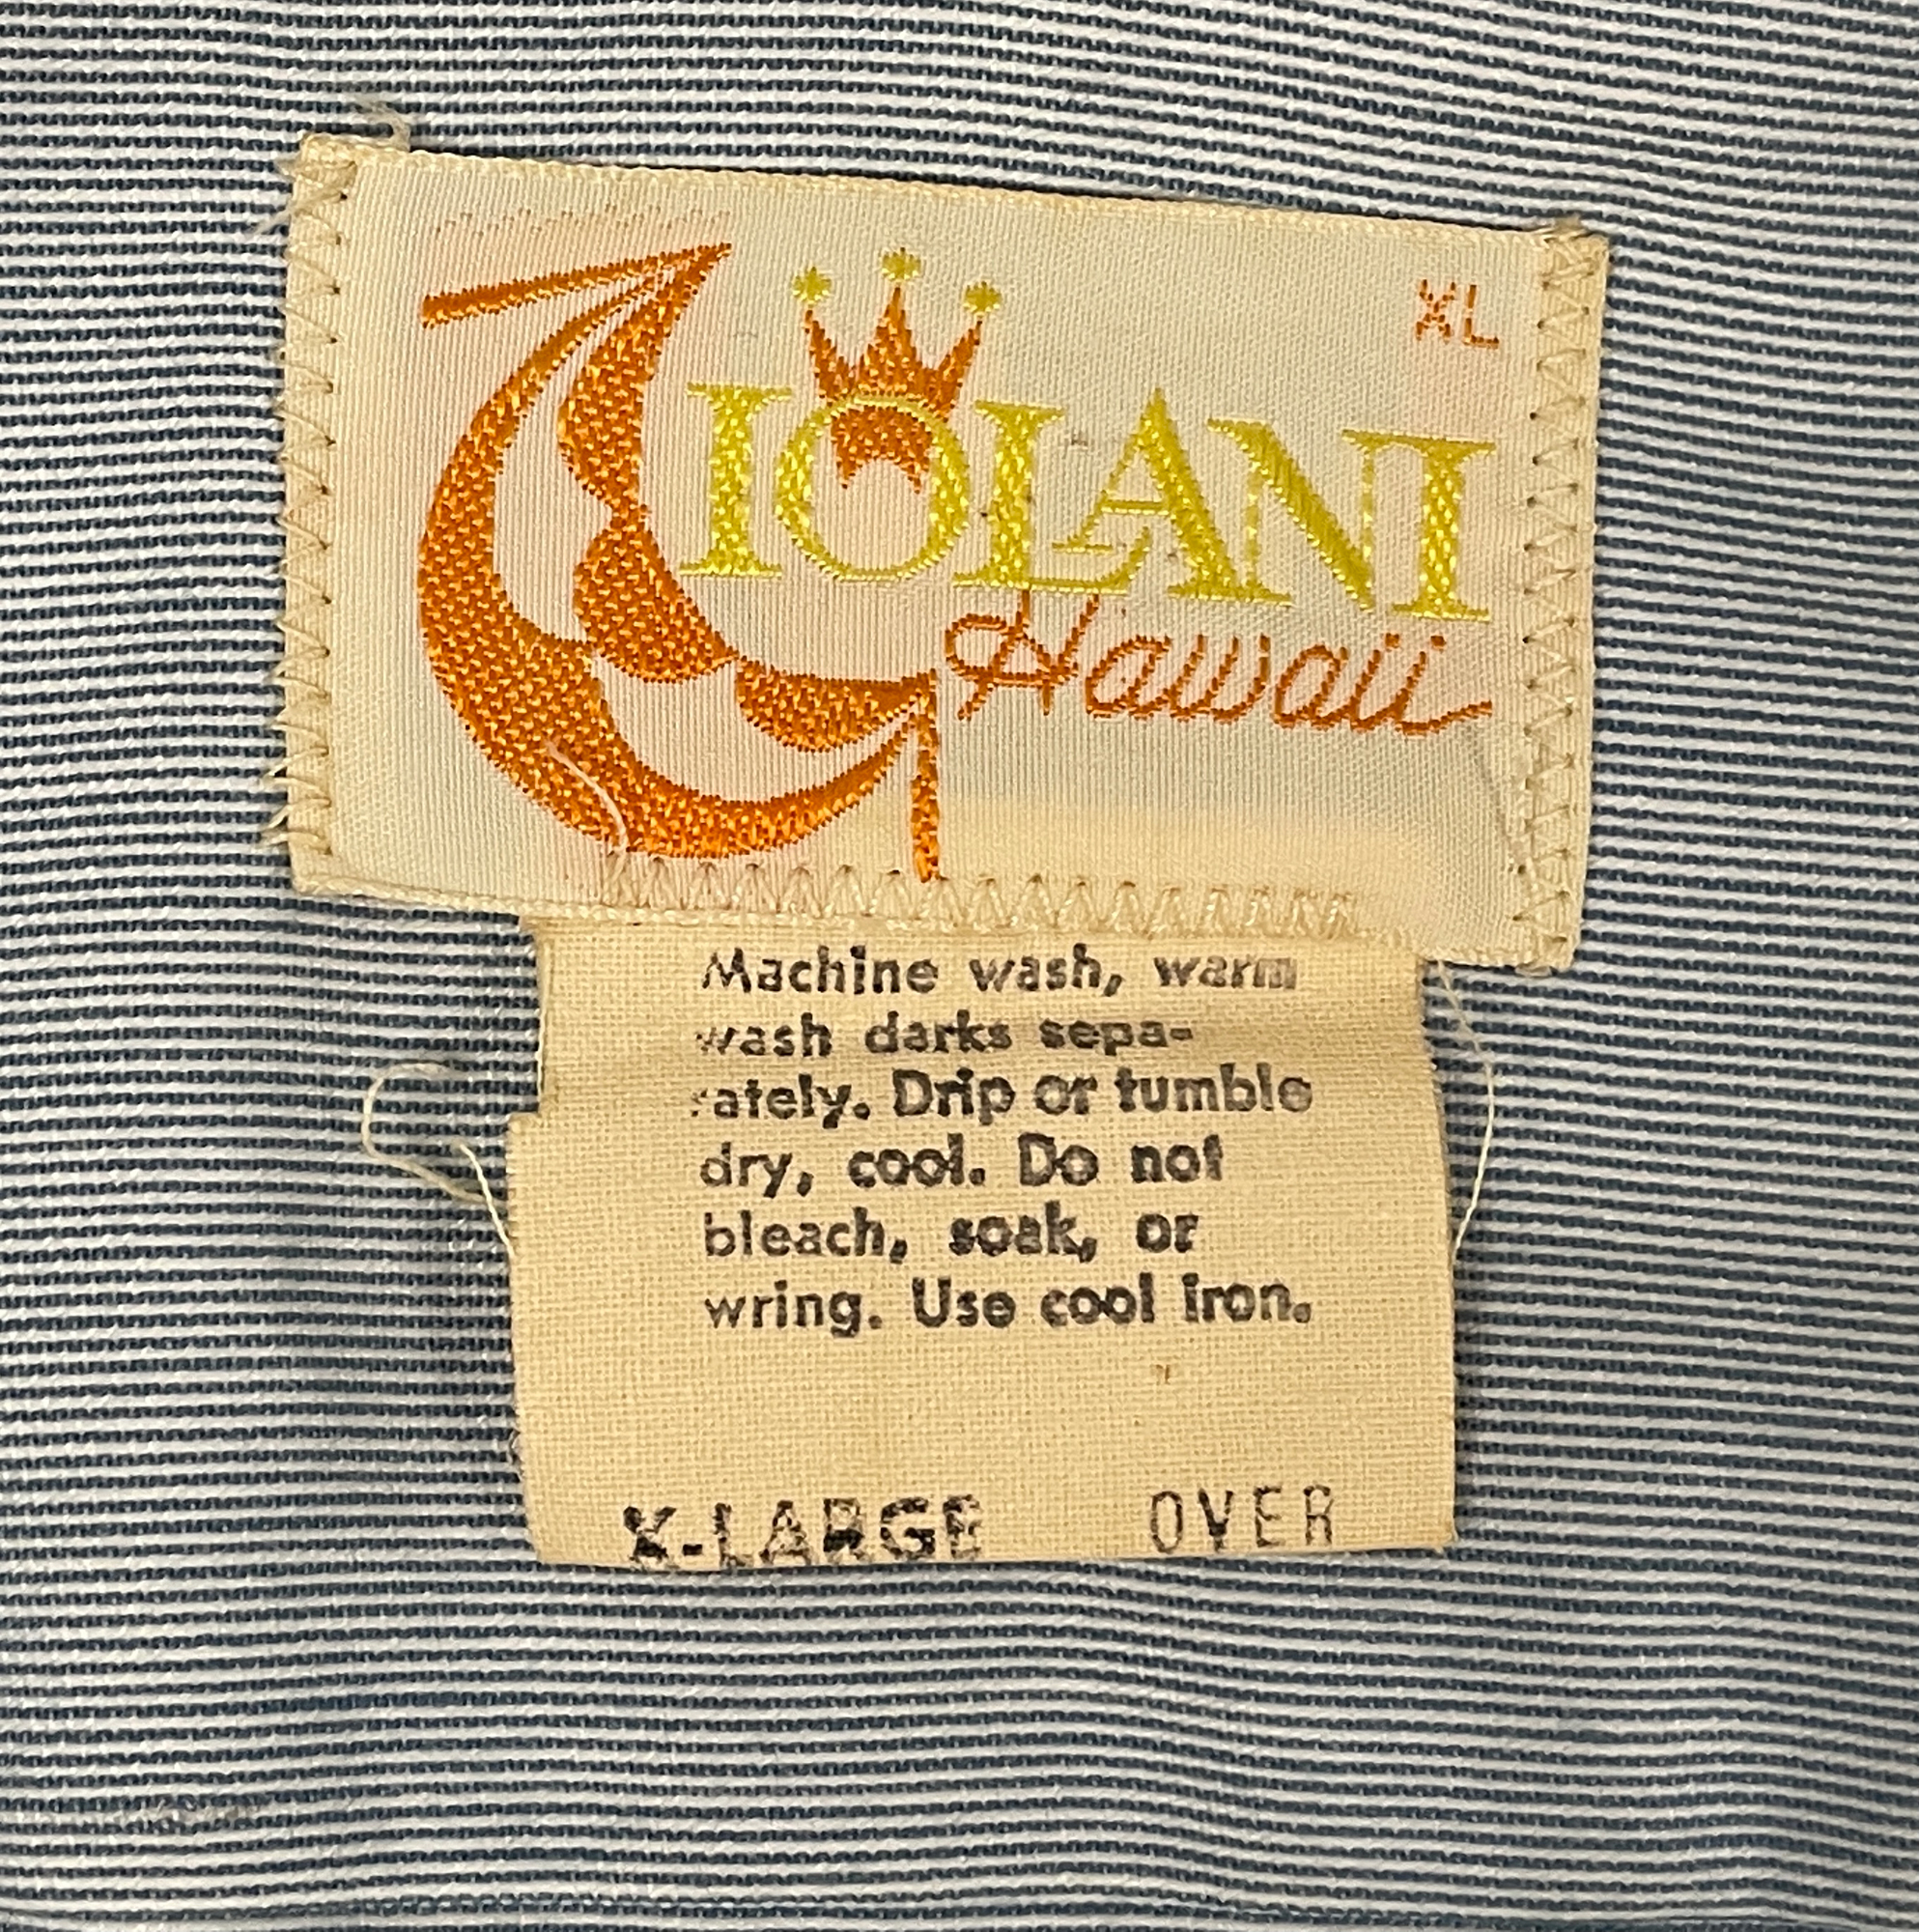 XL
IOLANI
Hawaii
Machine wash, warm
wash darks sepa-
rately. Drip or tumble
dry, cool. Do not
bleach, soak, or
wring. Use cool iron.
X-LARGE OVER